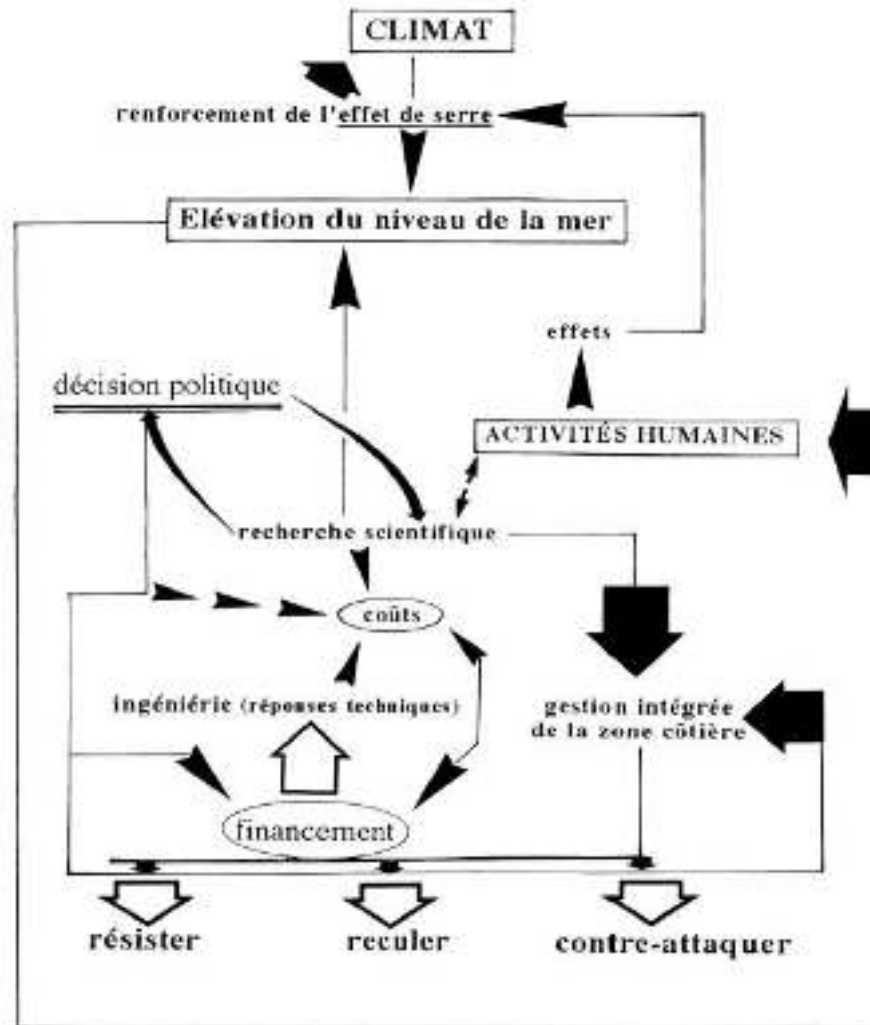 CLIMAT
renforcement de l'effet de serre
Elévation du niveau de la mer
effets
décision politique
ACTIVITÉS HUMAINES
recherche scientifique
coûts
ingéniérie (réponses techniques)
gestion intégrée
de la zone côtière
financement
résister
reculer
contre-attaquer